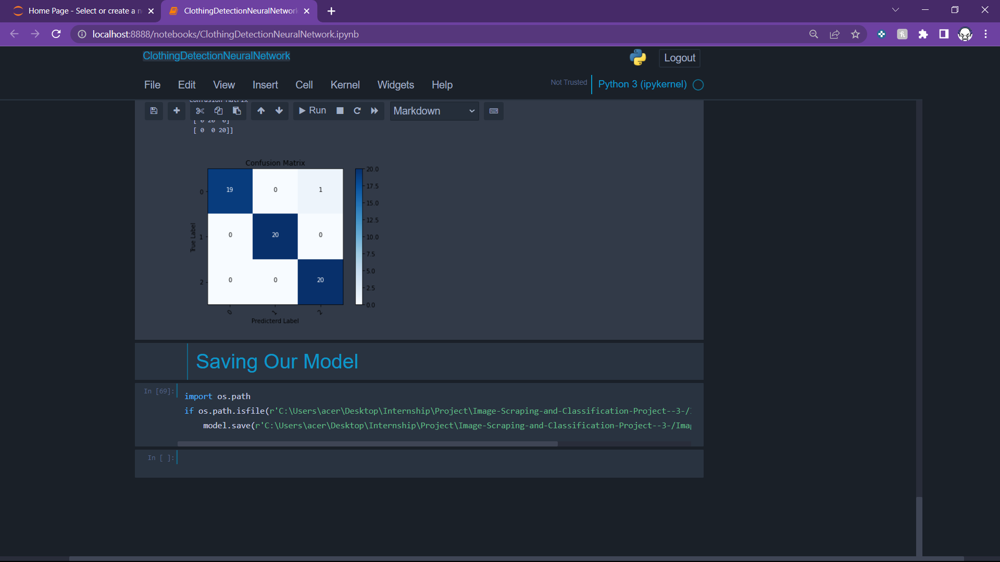 Home Page - Select or create a n
ClothingDetectionNeuralNetwor
localhost:8888/notebooks/ClothingDetectionNeuralNetwork.ipynb
ClothingDetectionNeuralNetwork
Logout
File Edit View Insert Cell Kernel Widgets Help
Not Trusted
Python 3 (ipykernel)
Confusion Matrix
Run
Markdown
[ 0 20 0]
[ 0 0 20]]
Confusion Matrix
19 0 1
0 20 0
0 0 20
0
1
2
True Label
0 1 2
Predicterd Label
20.0
17.5
15.0
12.5
10.0
7.5
5.0
2.5
0.0
Saving Our Model
In [69]:
import os.path
if os.path.isfile(r'C:\Users\acer\Desktop\Internship\Project\Image-Scraping-and-Classification-Project--3-/
model.save(r'C:\Users\acer\Desktop\Internship\Project\Image-Scraping-and-Classification-Project--3-/Imag
In [ ]: